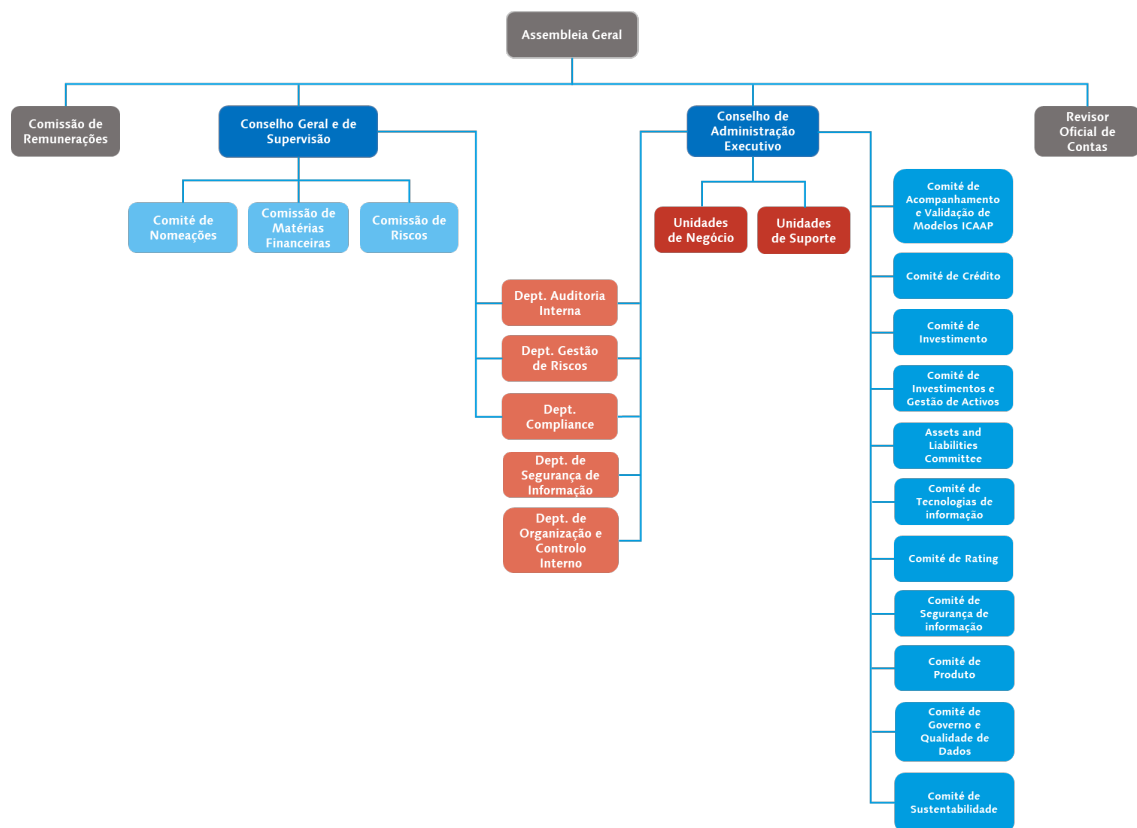 Assembleia Geral
Comissão de
Remunerações
Conselho Geral e de
Supervisão
Conselho de
Administração
Executivo
Revisor
Oficial de
Contas
Comité de
Nomeações
Comissão de
Matérias
Financeiras
Comissão de
Riscos
Unidades
de Negócio
Unidades
de Suporte
Dept. Auditoria
Interna
Dept. Gestão
de Riscos
Dept.
Compliance
Dept. de
Segurança de
Informação
Dept. de
Organização e
Controlo
Interno
Comité de
Acompanhamento
e Validação de
Modelos ICAAP
Comité de Crédito
Comité de
Investimento
Comité de
Investimentos e
Gestão de Activos
Assets and
Liabilities
Committee
Comité de
Tecnologias de
informação
Comité de Rating
Comité de
Segurança de
informação
Comité de
Produto
Comité de
Governo e
Qualidade de
Dados
Comité de
Sustentabilidade